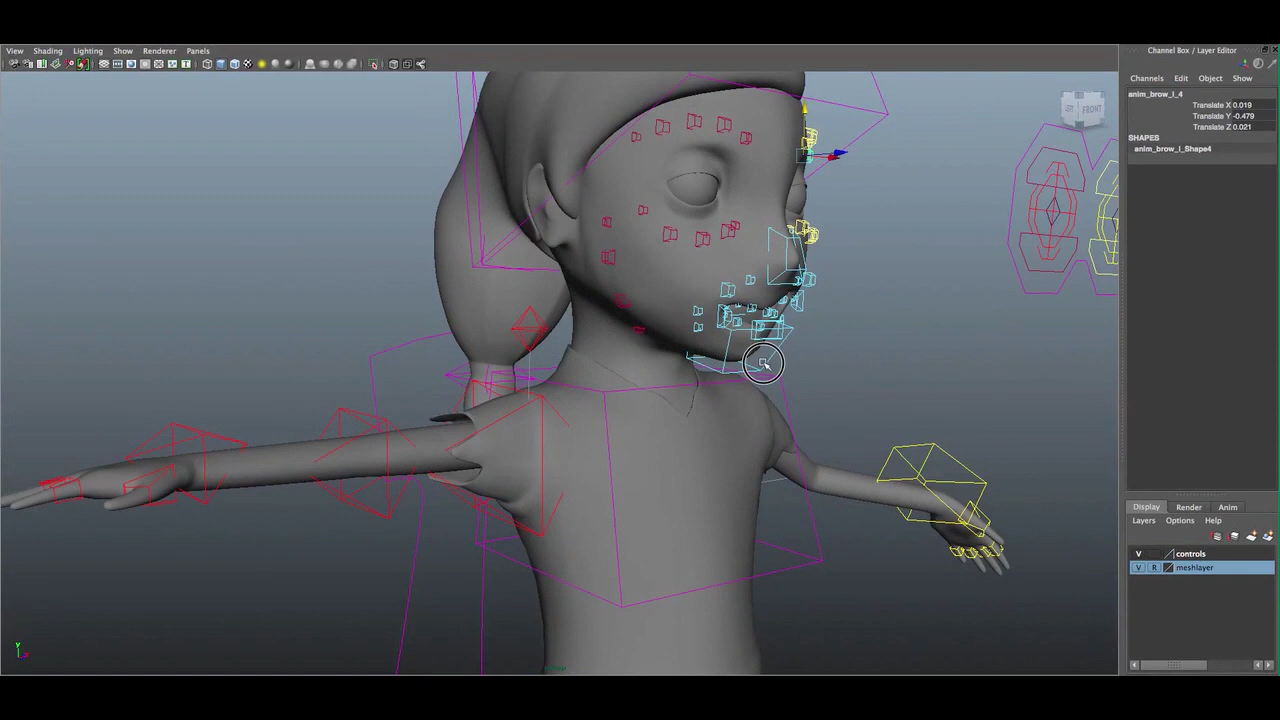 Channel Box / Layer Editor
View Shading Lighting Show Renderer Panels
Channels Edit Object Show
anim_brow_l_4
Translate X 0.019
Translate Y -0.479
Translate Z 0.021
SHAPES
anim_brow_l_Shape4
FRONT
Display Render Anim
Layers Options Help
V controls
V R meshlayer
Y